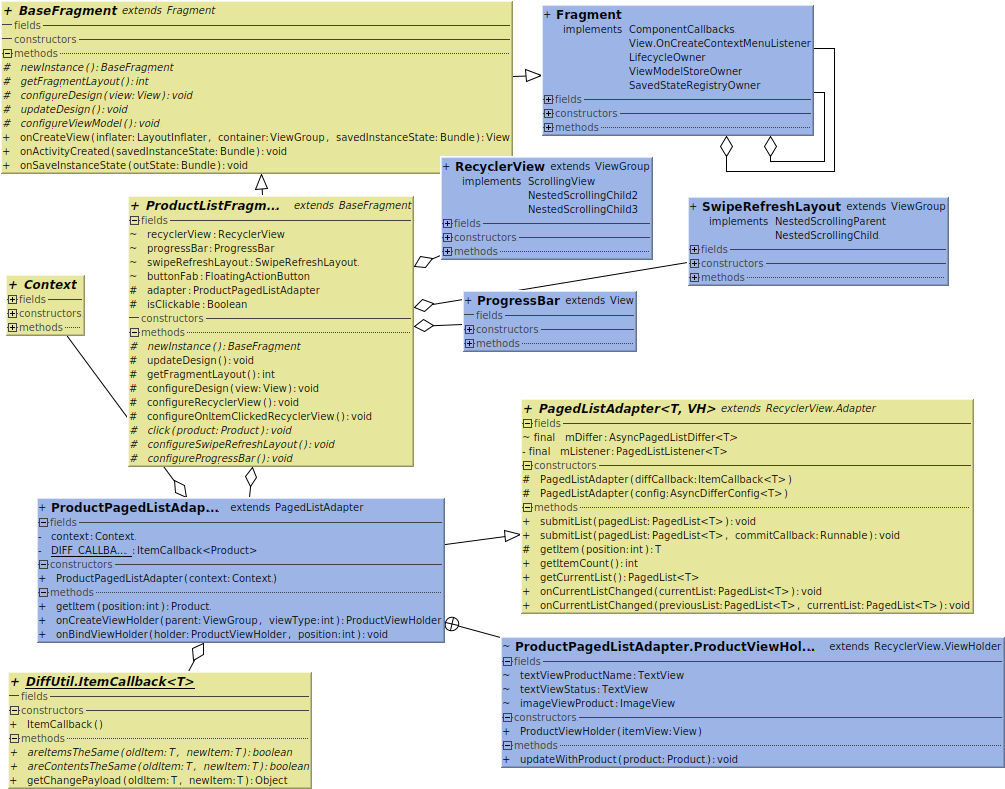 + BaseFragment extends Fragment
fields
constructors
methods
# newInstance():BaseFragment
# getFragmentLayout():int
# configureDesign(view:View):void
# updateDesign():void
# configureViewModel():void
+ onCreateView(inflater:LayoutInflater, container:ViewGroup, savedInstanceState:Bundle):View
+ onActivityCreated(savedInstanceState:Bundle):void
+ onSaveInstanceState(outState:Bundle):void
+ Fragment
implements ComponentCallbacks
View.OnCreateContextMenuListener
LifecycleOwner
ViewModelStoreOwner
SavedStateRegistryOwner
fields
constructors
methods
+ RecyclerView extends ViewGroup
implements ScrollingView
NestedScrollingChild2
NestedScrollingChild3
fields
constructors
methods
+ SwipeRefreshLayout extends ViewGroup
implements NestedScrollingParent
NestedScrollingChild
fields
constructors
methods
+ ProductListFragm... extends BaseFragment
fields
~ recyclerView:RecyclerView
~ progressBar:ProgressBar
~ swipeRefreshLayout:SwipeRefreshLayout
~ buttonFab:FloatingActionButton
# adapter:ProductPagedListAdapter
# isClickable:Boolean
constructors
methods
# newInstance():BaseFragment
# updateDesign():void
# getFragmentLayout():int
# configureDesign(view:View):void
# configureRecyclerView():void
# configureOnItemClickedRecyclerView():void
# click(product:Product):void
# configureSwipeRefreshLayout():void
# configureProgressBar():void
+ Context
fields
constructors
methods
+ ProgressBar extends View
fields
constructors
methods
+ PagedListAdapter<T, VH> extends RecyclerView.Adapter
fields
~ final mDiffer:AsyncPagedListDiffer<T>
- final mListener:PagedListListener<T>
constructors
# PagedListAdapter(diffCallback:ItemCallback<T>)
# PagedListAdapter(config:AsyncDifferConfig<T>)
methods
+ submitList(pagedList:PagedList<T>):void
+ submitList(pagedList:PagedList<T>, commitCallback:Runnable):void
# getItem(position:int):T
+ getItemCount():int
+ getCurrentList():PagedList<T>
+ onCurrentListChanged(currentList:PagedList<T>):void
+ onCurrentListChanged(previousList:PagedList<T>, currentList:PagedList<T>):void
+ ProductPagedListAdap... extends PagedListAdapter
fields
- context:Context
- DIFF_CALLBA...:ItemCallback<Product>
constructors
+ ProductPagedListAdapter(context:Context)
methods
+ getItem(position:int):Product
+ onCreateViewHolder(parent:ViewGroup, viewType:int):ProductViewHolder
+ onBindViewHolder(holder:ProductViewHolder, position:int):void
~ ProductPagedListAdapter.ProductViewHol... extends RecyclerView.ViewHolder
fields
~ textViewProductName:TextView
~ textViewStatus:TextView
~ imageViewProduct:ImageView
constructors
+ ProductViewHolder(itemView:View)
methods
+ updateWithProduct(product:Product):void
+ DiffUtil.ItemCallback<T>
fields
constructors
+ ItemCallback()
methods
+ areItemsTheSame(oldItem:T, newItem:T):boolean
+ areContentsTheSame(oldItem:T, newItem:T):boolean
+ getChangePayload(oldItem:T, newItem:T):Object